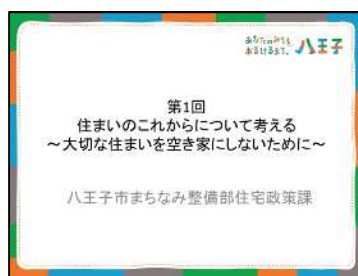 あなたのみちを
あるけるまち。八王子
第1回
住まいのこれからについて考える
～大切な住まいを空き家にしないために～
八王子市まちなみ整備部住宅政策課